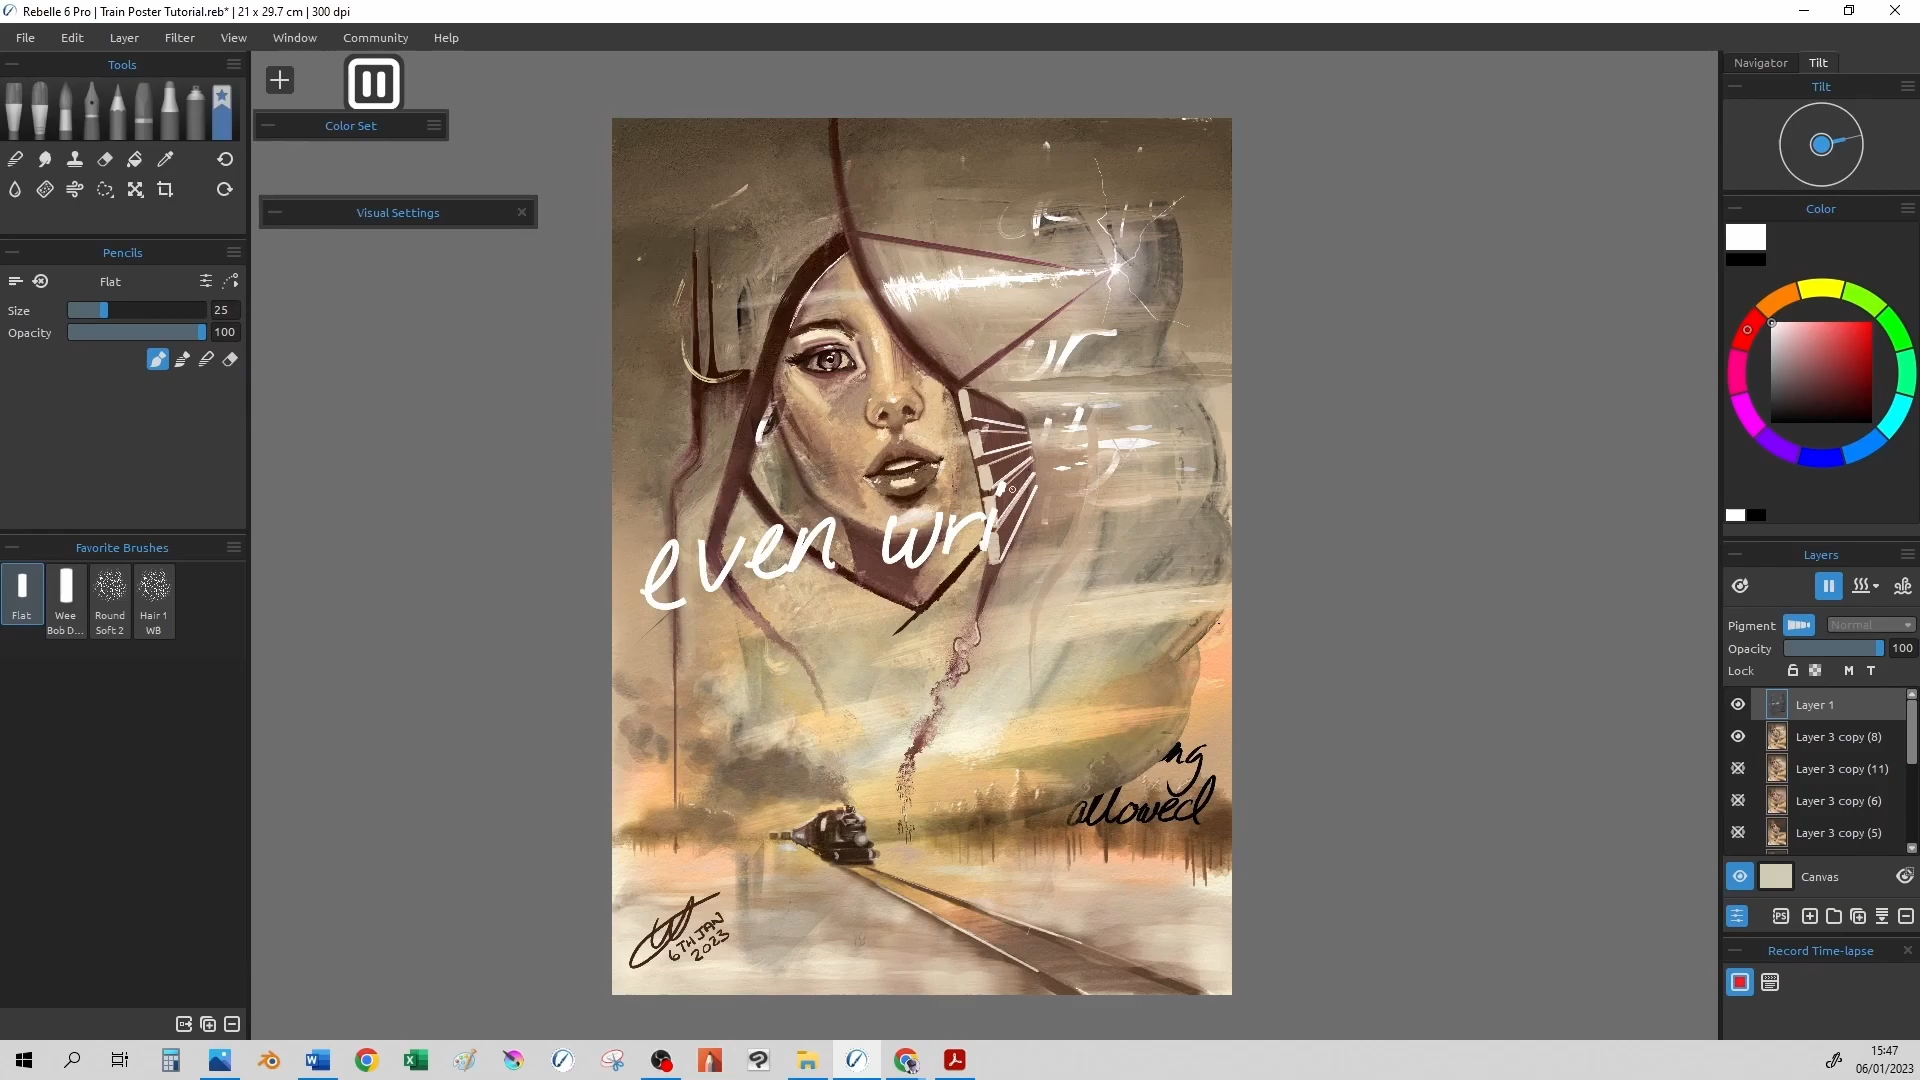 Rebelle 6 Pro | Train Poster Tutorial.reb* | 21 x 29.7 cm | 300 dpi
File Edit Layer Filter View Window Community Help
Tools
Pencils
Flat
Size 25
Opacity 100
Favorite Brushes
Flat
Wee Bob D...
Round Soft 2
Hair 1 WB
Color Set
Visual Settings
even wri
ng
allowed
6TH JAN
2023
Navigator Tilt
Tilt
Color
Layers
Pigment Normal
Opacity 100
Lock M T
Layer 1
Layer 3 copy (8)
Layer 3 copy (11)
Layer 3 copy (6)
Layer 3 copy (5)
Canvas
PS
Record Time-lapse
15:47
06/01/2023